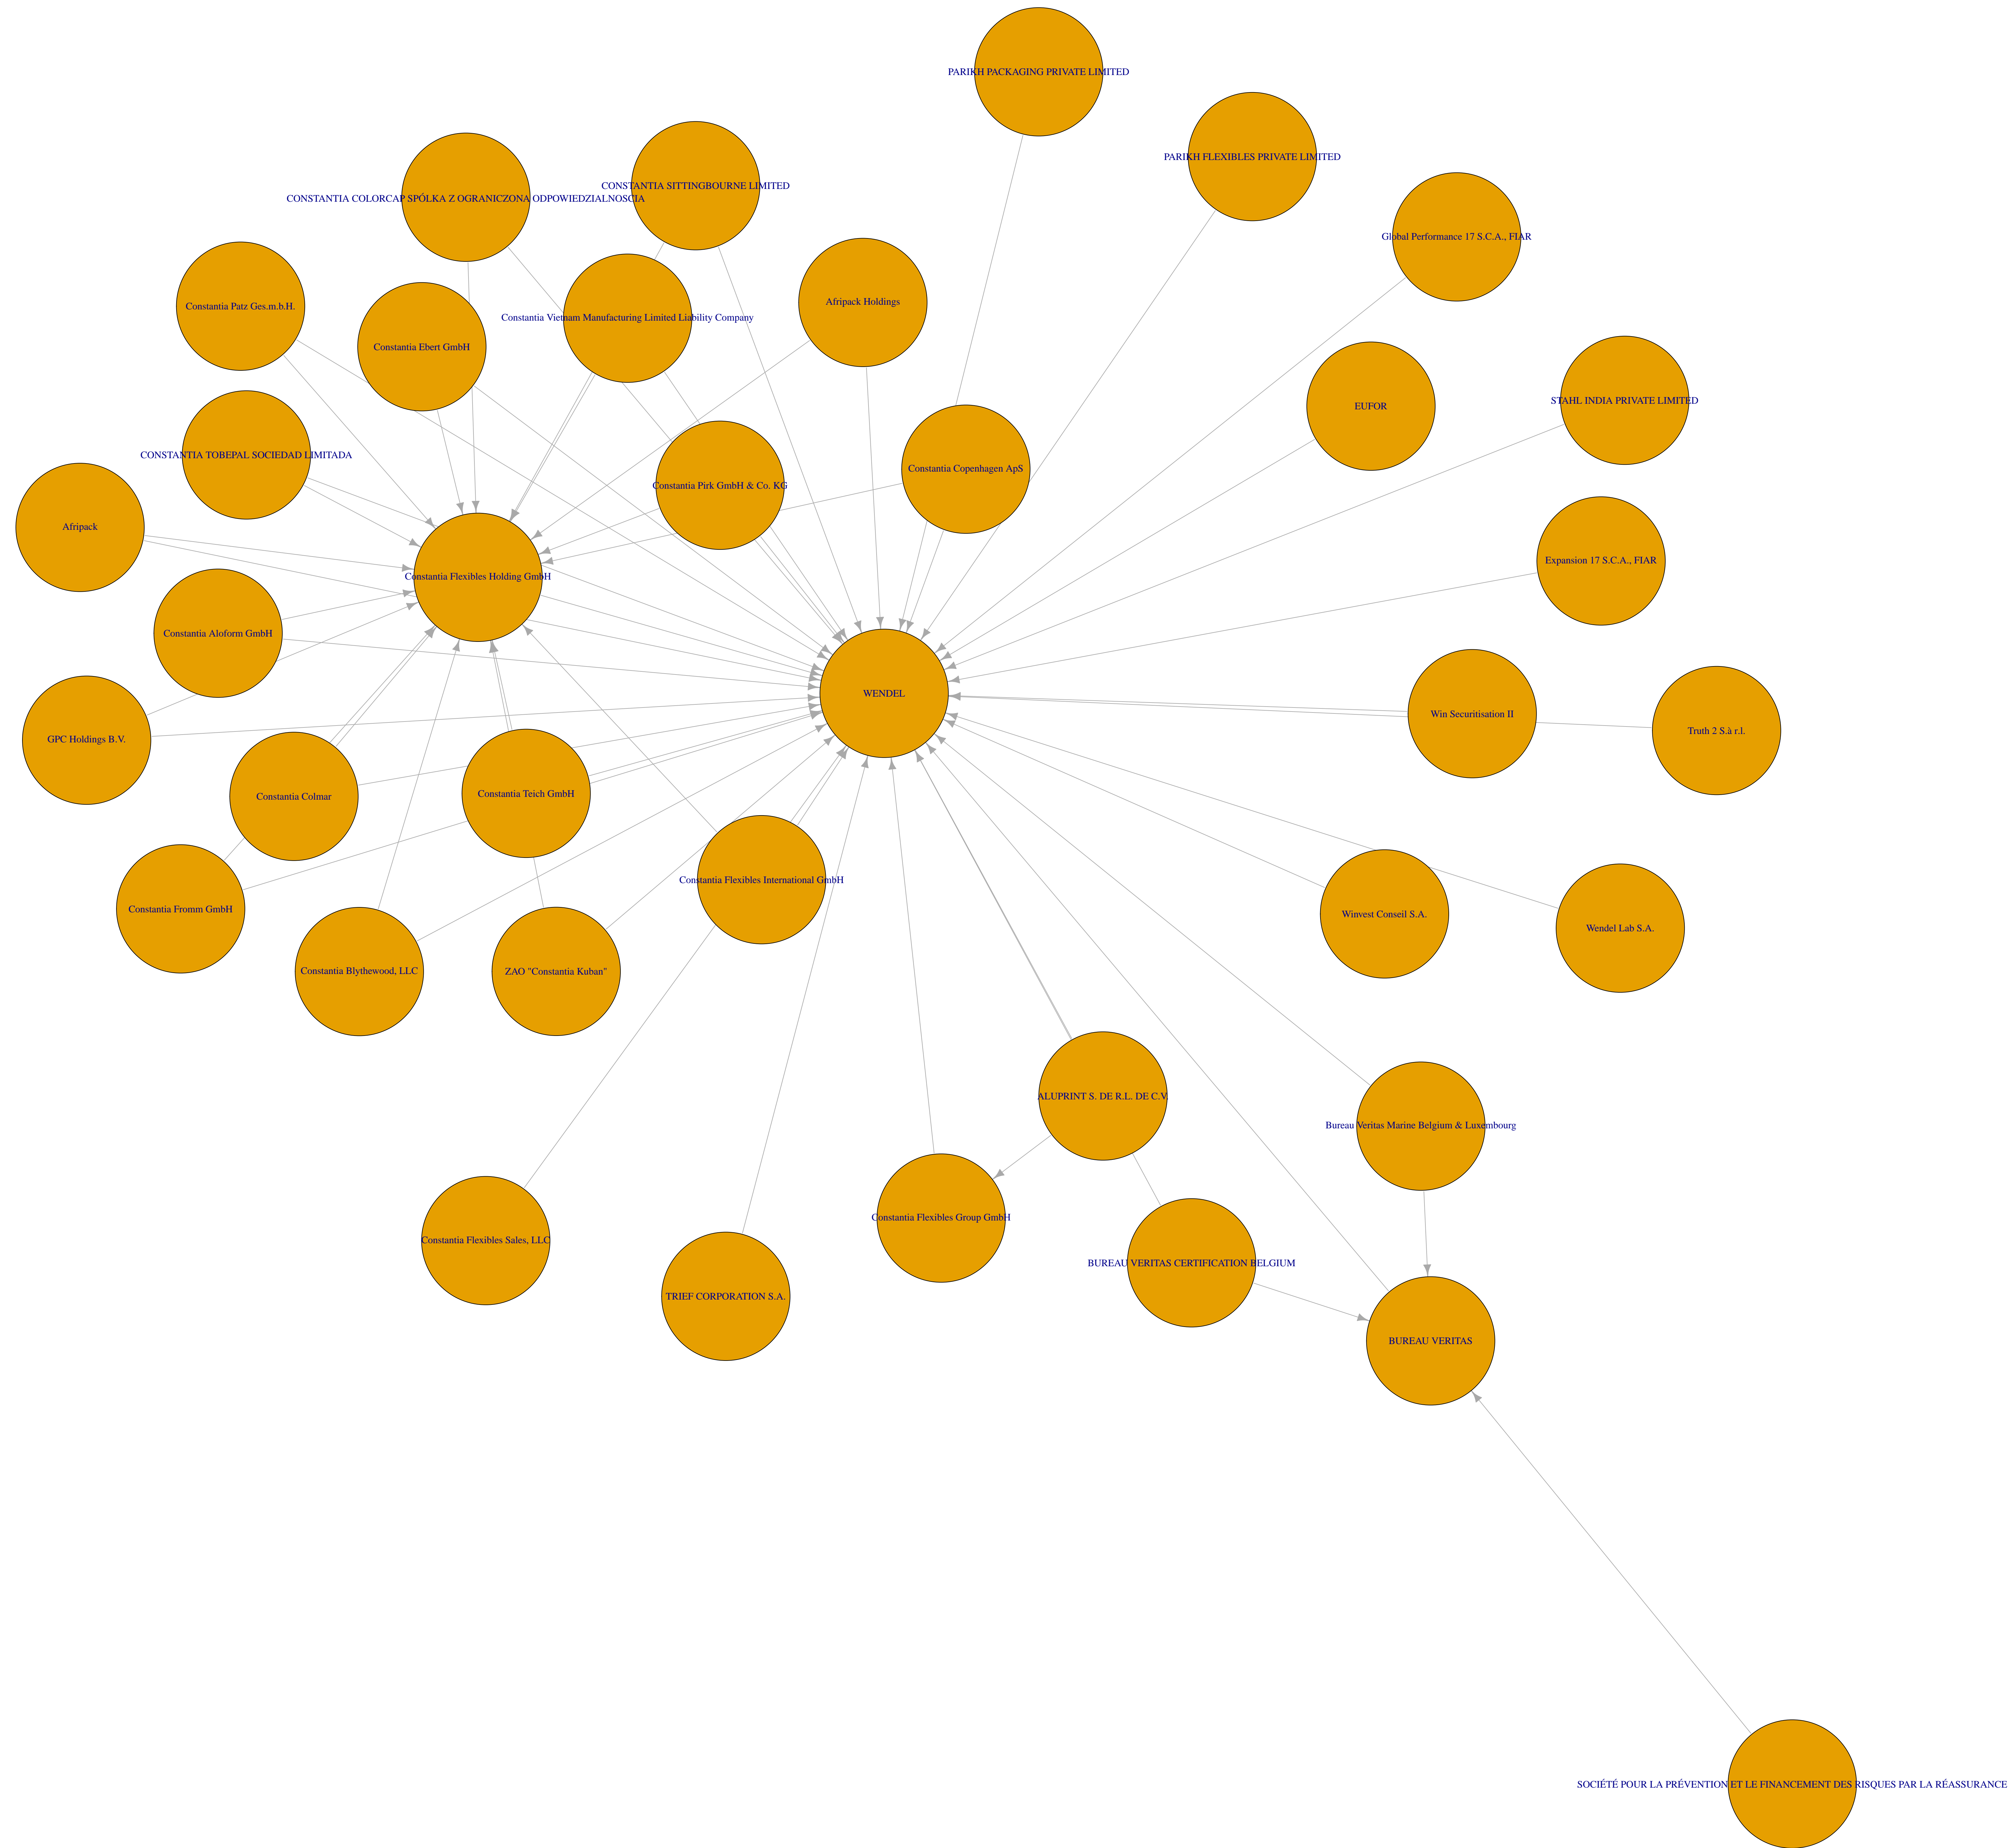 PARIKH PACKAGING PRIVATE LIMITED
PARIKH FLEXIBLES PRIVATE LIMITED
CONSTANTIA SITTINGBOURNE LIMITED
CONSTANTIA COLORCAP SPÓLKA Z OGRANICZONA ODPOWIEDZIALNOSCIA
Global Performance 17 S.C.A., FIAR
Afripack Holdings
Constantia Patz Ges.m.b.H.
Constantia Vietnam Manufacturing Limited Liability Company
Constantia Ebert GmbH
STAHL INDIA PRIVATE LIMITED
EUFOR
CONSTANTIA TOBEPAL SOCIEDAD LIMITADA
Constantia Copenhagen ApS
Constantia Pirk GmbH & Co. KG
Afripack
Expansion 17 S.C.A., FIAR
Constantia Flexibles Holding GmbH
Constantia Aloform GmbH
WENDEL
Win Securitisation II
Truth 2 S.à r.l.
GPC Holdings B.V.
Constantia Teich GmbH
Constantia Colmar
Constantia Flexibles International GmbH
Constantia Fromm GmbH
Winvest Conseil S.A.
Wendel Lab S.A.
Constantia Blythewood, LLC
ZAO "Constantia Kuban"
ALUPRINT S. DE R.L. DE C.V.
Bureau Veritas Marine Belgium & Luxembourg
Constantia Flexibles Group GmbH
Constantia Flexibles Sales, LLC
BUREAU VERITAS CERTIFICATION BELGIUM
TRIEF CORPORATION S.A.
BUREAU VERITAS
SOCIÉTÉ POUR LA PRÉVENTION ET LE FINANCEMENT DES RISQUES PAR LA RÉASSURANCE